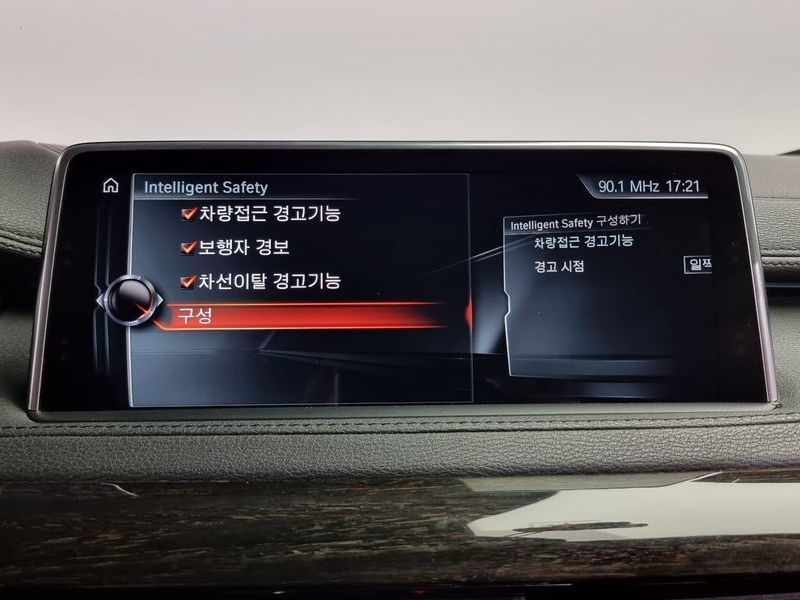 Intelligent Safety
90.1 MHz 17:21
차량접근 경고기능
보행자 경보
차선이탈 경고기능
구성
Intelligent Safety 구성하기
차량접근 경고기능
경고 시점